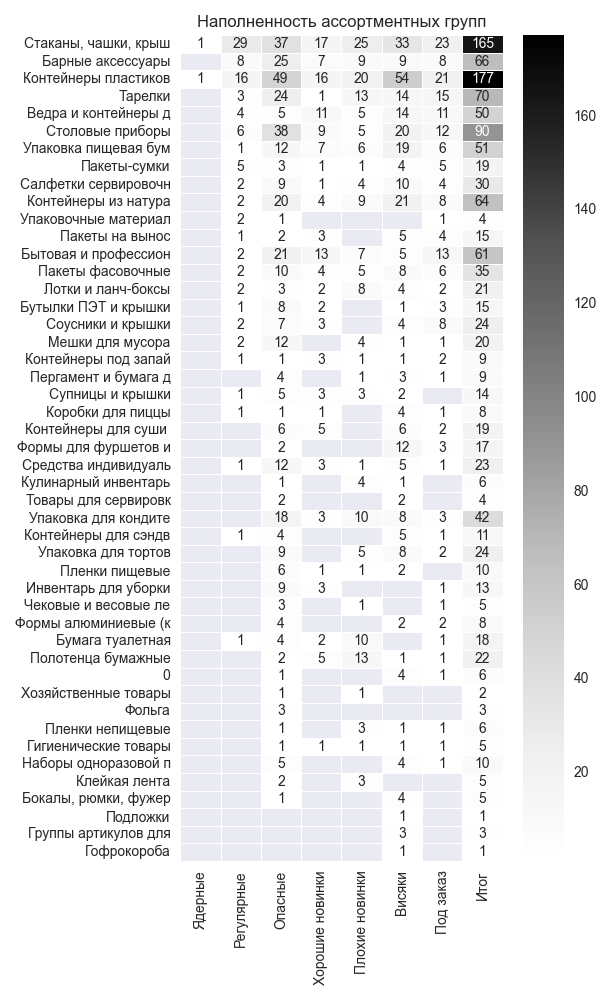 Наполненность ассортментных групп
Стаканы, чашки, крыш 1 29 37 17 25 33 23 165
Барные аксессуары 8 25 7 9 9 8 66
Контейнеры пластиков 1 16 49 16 20 54 21 177
Тарелки 3 24 1 13 14 15 70
Ведра и контейнеры д 4 5 11 5 14 11 50
Столовые приборы 6 38 9 5 20 12 90
Упаковка пищевая бум 1 12 7 6 19 6 51
Пакеты-сумки 5 3 1 1 4 5 19
Салфетки сервировочн 2 9 1 4 10 4 30
Контейнеры из натура 2 20 4 9 21 8 64
Упаковочные материал 2 1 1 4
Пакеты на вынос 1 2 3 5 4 15
Бытовая и профессион 2 21 13 7 5 13 61
Пакеты фасовочные 2 10 4 5 8 6 35
Лотки и ланч-боксы 2 3 2 8 4 2 21
Бутылки ПЭТ и крышки 1 8 2 1 3 15
Соусники и крышки 2 7 3 4 8 24
Мешки для мусора 2 12 4 1 1 20
Контейнеры под запай 1 1 3 1 1 2 9
Пергамент и бумага д 4 1 3 1 9
Супницы и крышки 1 5 3 3 2 14
Коробки для пиццы 1 1 1 4 1 8
Контейнеры для суши 6 5 6 2 19
Формы для фуршетов и 2 12 3 17
Средства индивидуаль 1 12 3 1 5 1 23
Кулинарный инвентарь 1 4 1 6
Товары для сервировк 2 2 4
Упаковка для кондите 18 3 10 8 3 42
Контейнеры для сэндв 1 4 5 1 11
Упаковка для тортов 9 5 8 2 24
Пленки пищевые 6 1 1 2 10
Инвентарь для уборки 9 3 1 13
Чековые и весовые ле 3 1 1 5
Формы алюминиевые (к 4 2 2 8
Бумага туалетная 1 4 2 10 1 18
Полотенца бумажные 2 5 13 1 1 22
0 1 4 1 6
Хозяйственные товары 1 1 2
Фольга 3 3
Пленки непищевые 1 3 1 1 6
Гигиенические товары 1 1 1 1 1 5
Наборы одноразовой п 5 4 1 10
Клейкая лента 2 3 5
Бокалы, рюмки, фужер 1 4 5
Подложки 1 1
Группы артикулов для 3 3
Гофрокороба 1 1
Ядерные
Регулярные
Опасные
Хорошие новинки
Плохие новинки
Висяки
Под заказ
Итог
160
140
120
100
80
60
40
20